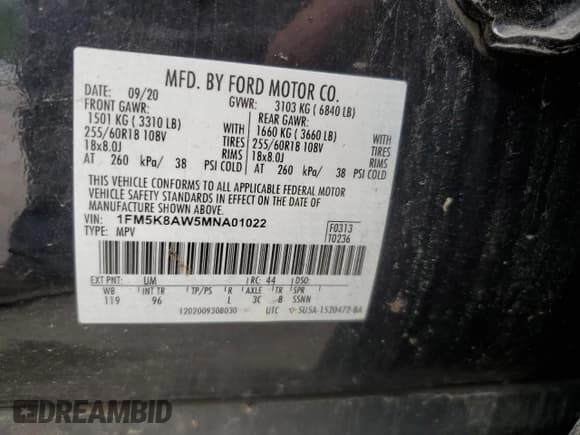 MFD. BY FORD MOTOR CO.
DATE: 09/20 GVWR: 3103 KG ( 6840 LB)
FRONT GAWR: REAR GAWR:
1501 KG ( 3310 LB) WITH 1660 KG ( 3660 LB) WITH
255/60R18 108V TIRES 255/60R18 108V TIRES
18x8.0J RIMS 18x8.0J RIMS
AT 260 kPa/ 38 PSI COLD AT 260 kPa/ 38 PSI COLD
THIS VEHICLE CONFORMS TO ALL APPLICABLE FEDERAL MOTOR
VEHICLE SAFETY STANDARDS IN EFFECT ON THE DATE OF
MANUFACTURE SHOWN ABOVE.
VIN: 1FM5K8AW5MNA01022 F0313
TYPE: MPV T0236
EXT PNT: UM RC: 44 DSO:
WB INT TR TP/PS R AXLE TR SPR
119 96 L 3C 8 SSNN
1202009308030 UTC 5U5A-1520472-BA
DREAMBID